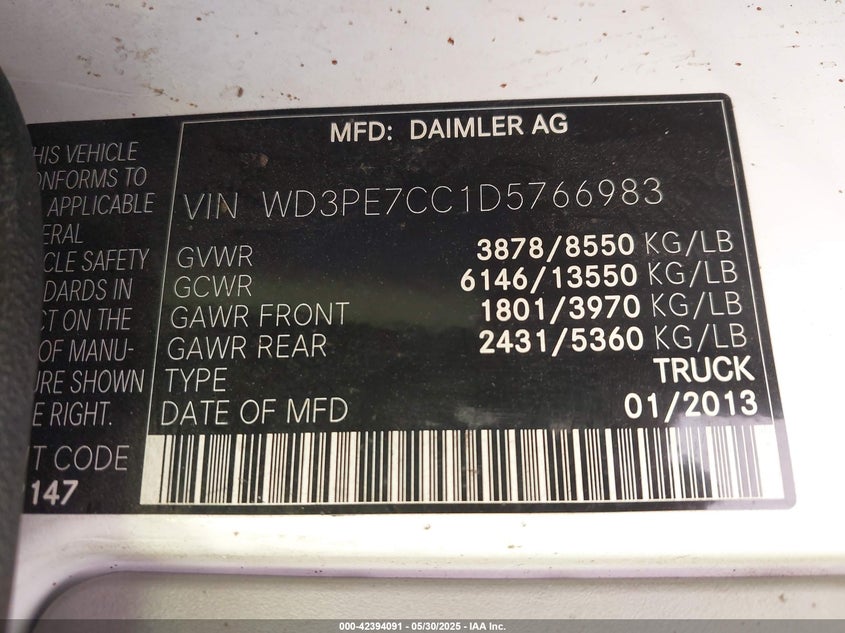 MFD: DAIMLER AG
VIN WD3PE7CC1D5766983
GVWR 3878/8550 KG/LB
GCWR 6146/13550 KG/LB
GAWR FRONT 1801/3970 KG/LB
GAWR REAR 2431/5360 KG/LB
TYPE TRUCK
DATE OF MFD 01/2013
HIS VEHICLE
ONFORMS TO
APPLICABLE
ERAL
CLE SAFETY
DARDS IN
CT ON THE
OF MANU-
URE SHOWN
E RIGHT.
T CODE
147
000-42394091 - 05/30/2025 - IAA Inc.